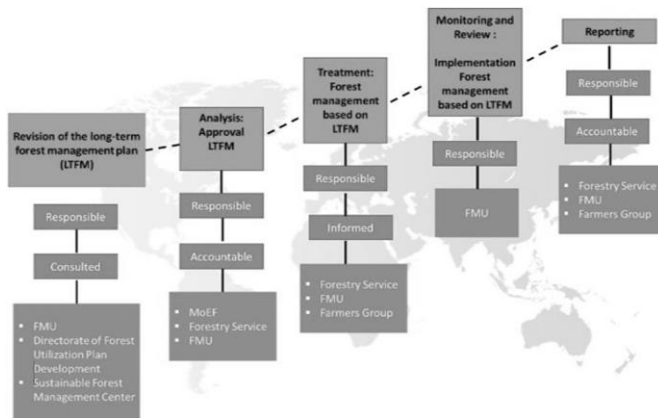 Revision of the long-term
forest management plan
(LTFM)
Responsible
Consulted
▪ FMU
▪ Directorate of Forest
Utilization Plan
Development
▪ Sustainable Forest
Management Center
Analysis:
Approval
LTFM
Responsible
Accountable
▪ MoEF
▪ Forestry Service
▪ FMU
Treatment:
Forest
management
based on
LTFM
Responsible
Informed
▪ Forestry Service
▪ FMU
▪ Farmers Group
Monitoring and
Review :
Implementation
Forest
management
based on LTFM
Responsible
FMU
Reporting
Responsible
Accountable
▪ Forestry Service
▪ FMU
▪ Farmers Group